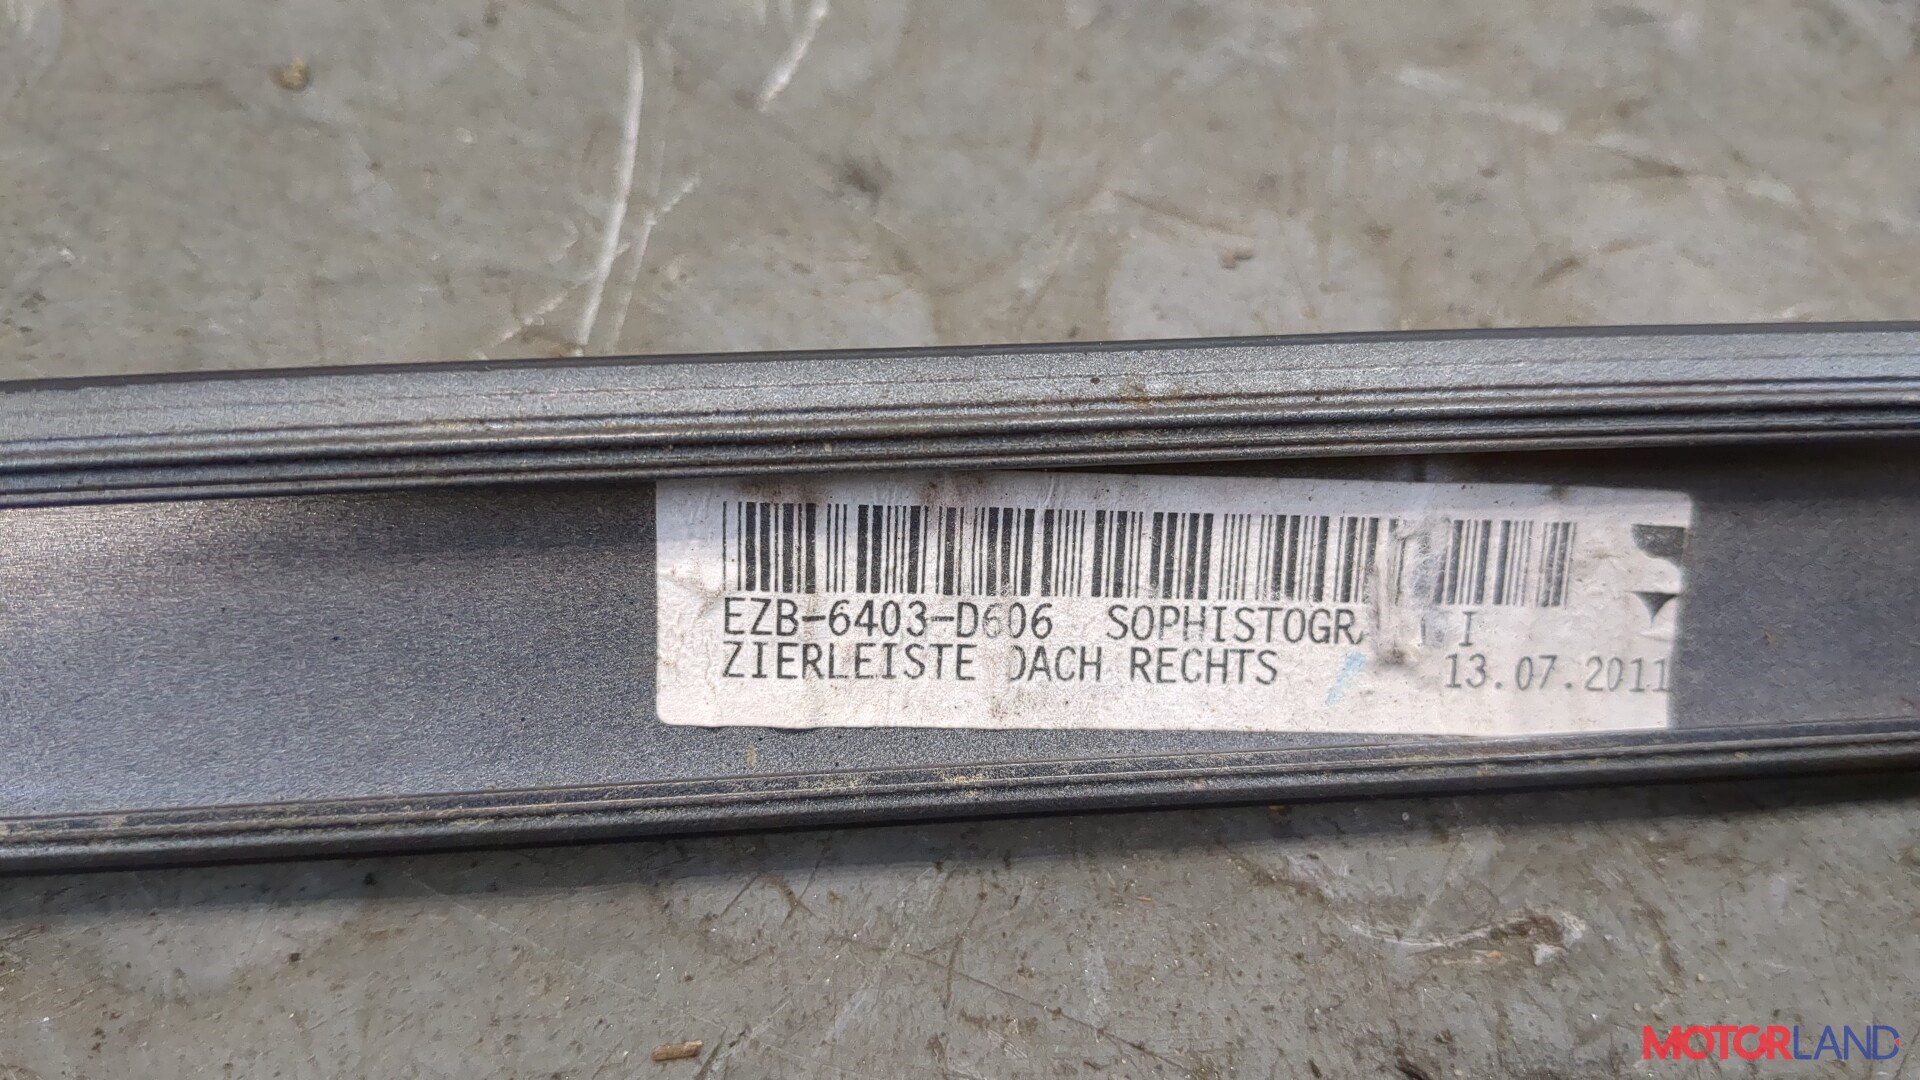 EZB-6403-D606 SOPHISTOGR I
ZIERLEISTE DACH RECHTS
13.07.2011
MOTORLAND